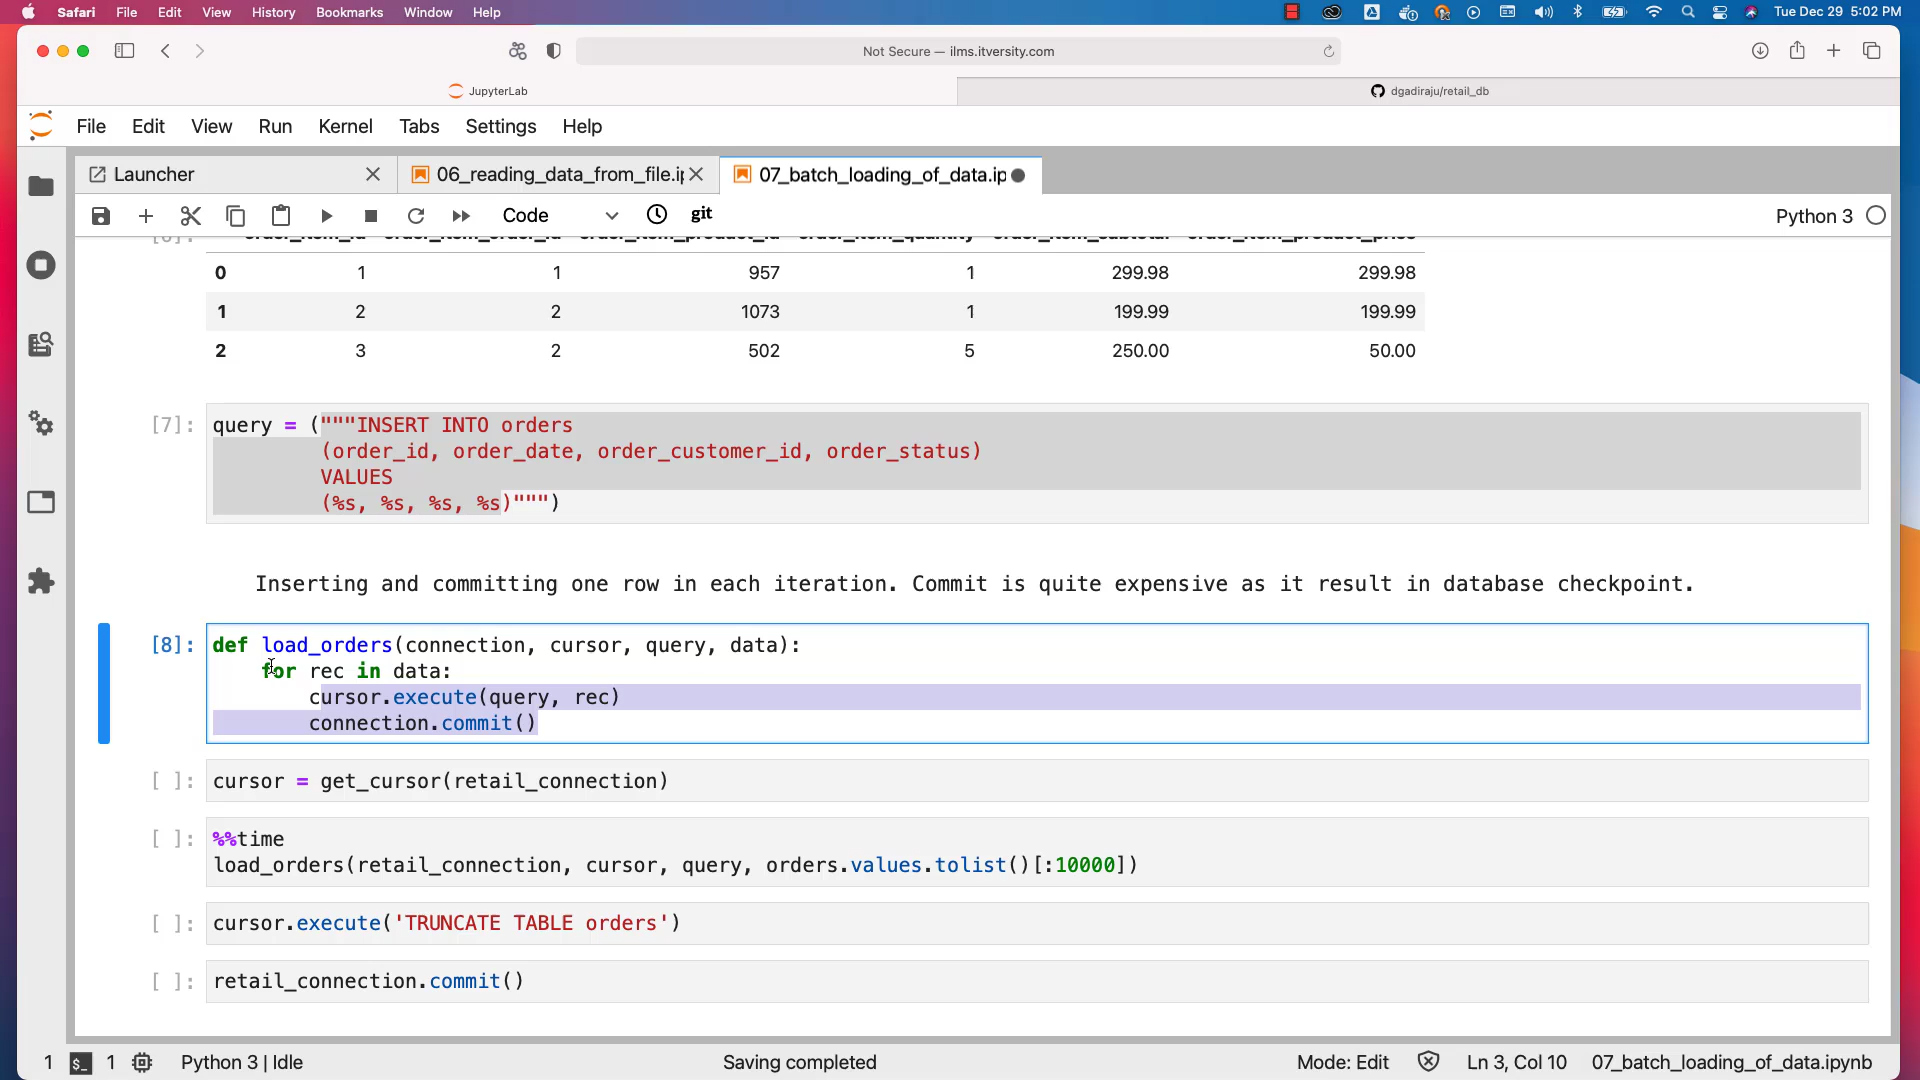 Safari File Edit View History Bookmarks Window Help Tue Dec 29 5:02 PM
Not Secure — ilms.itversity.com
JupyterLab dgadiraju/retail_db
File Edit View Run Kernel Tabs Settings Help
Launcher 06_reading_data_from_file.ip 07_batch_loading_of_data.ip
Code git Python 3
0 1 1 957 1 299.98 299.98
1 2 2 1073 1 199.99 199.99
2 3 2 502 5 250.00 50.00
[7]: query = ("""INSERT INTO orders
(order_id, order_date, order_customer_id, order_status)
VALUES
(%s, %s, %s, %s)""")
Inserting and committing one row in each iteration. Commit is quite expensive as it result in database checkpoint.
[8]: def load_orders(connection, cursor, query, data):
for rec in data:
cursor.execute(query, rec)
connection.commit()
[ ]: cursor = get_cursor(retail_connection)
[ ]: %%time
load_orders(retail_connection, cursor, query, orders.values.tolist()[:10000])
[ ]: cursor.execute('TRUNCATE TABLE orders')
[ ]: retail_connection.commit()
1 $_ 1 Python 3 | Idle Saving completed Mode: Edit Ln 3, Col 10 07_batch_loading_of_data.ipynb